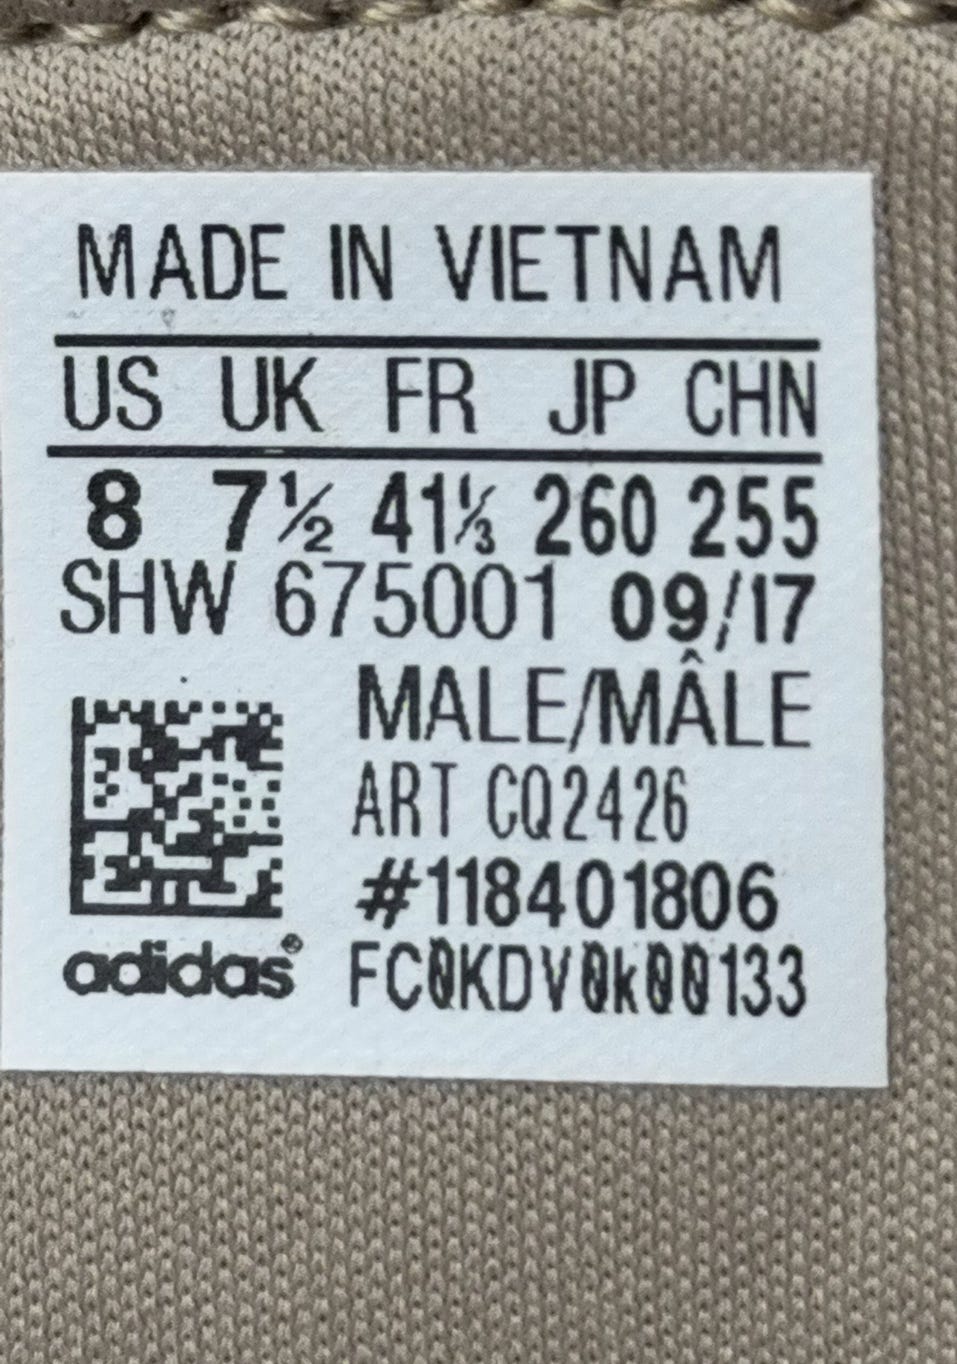 MADE IN VIETNAM
US UK FR JP CHN
8 7½ 41⅓ 260 255
SHW 675001 09/17
MALE/MÂLE
ART CQ2426
#118401806
adidas® FC0KDV0k00133